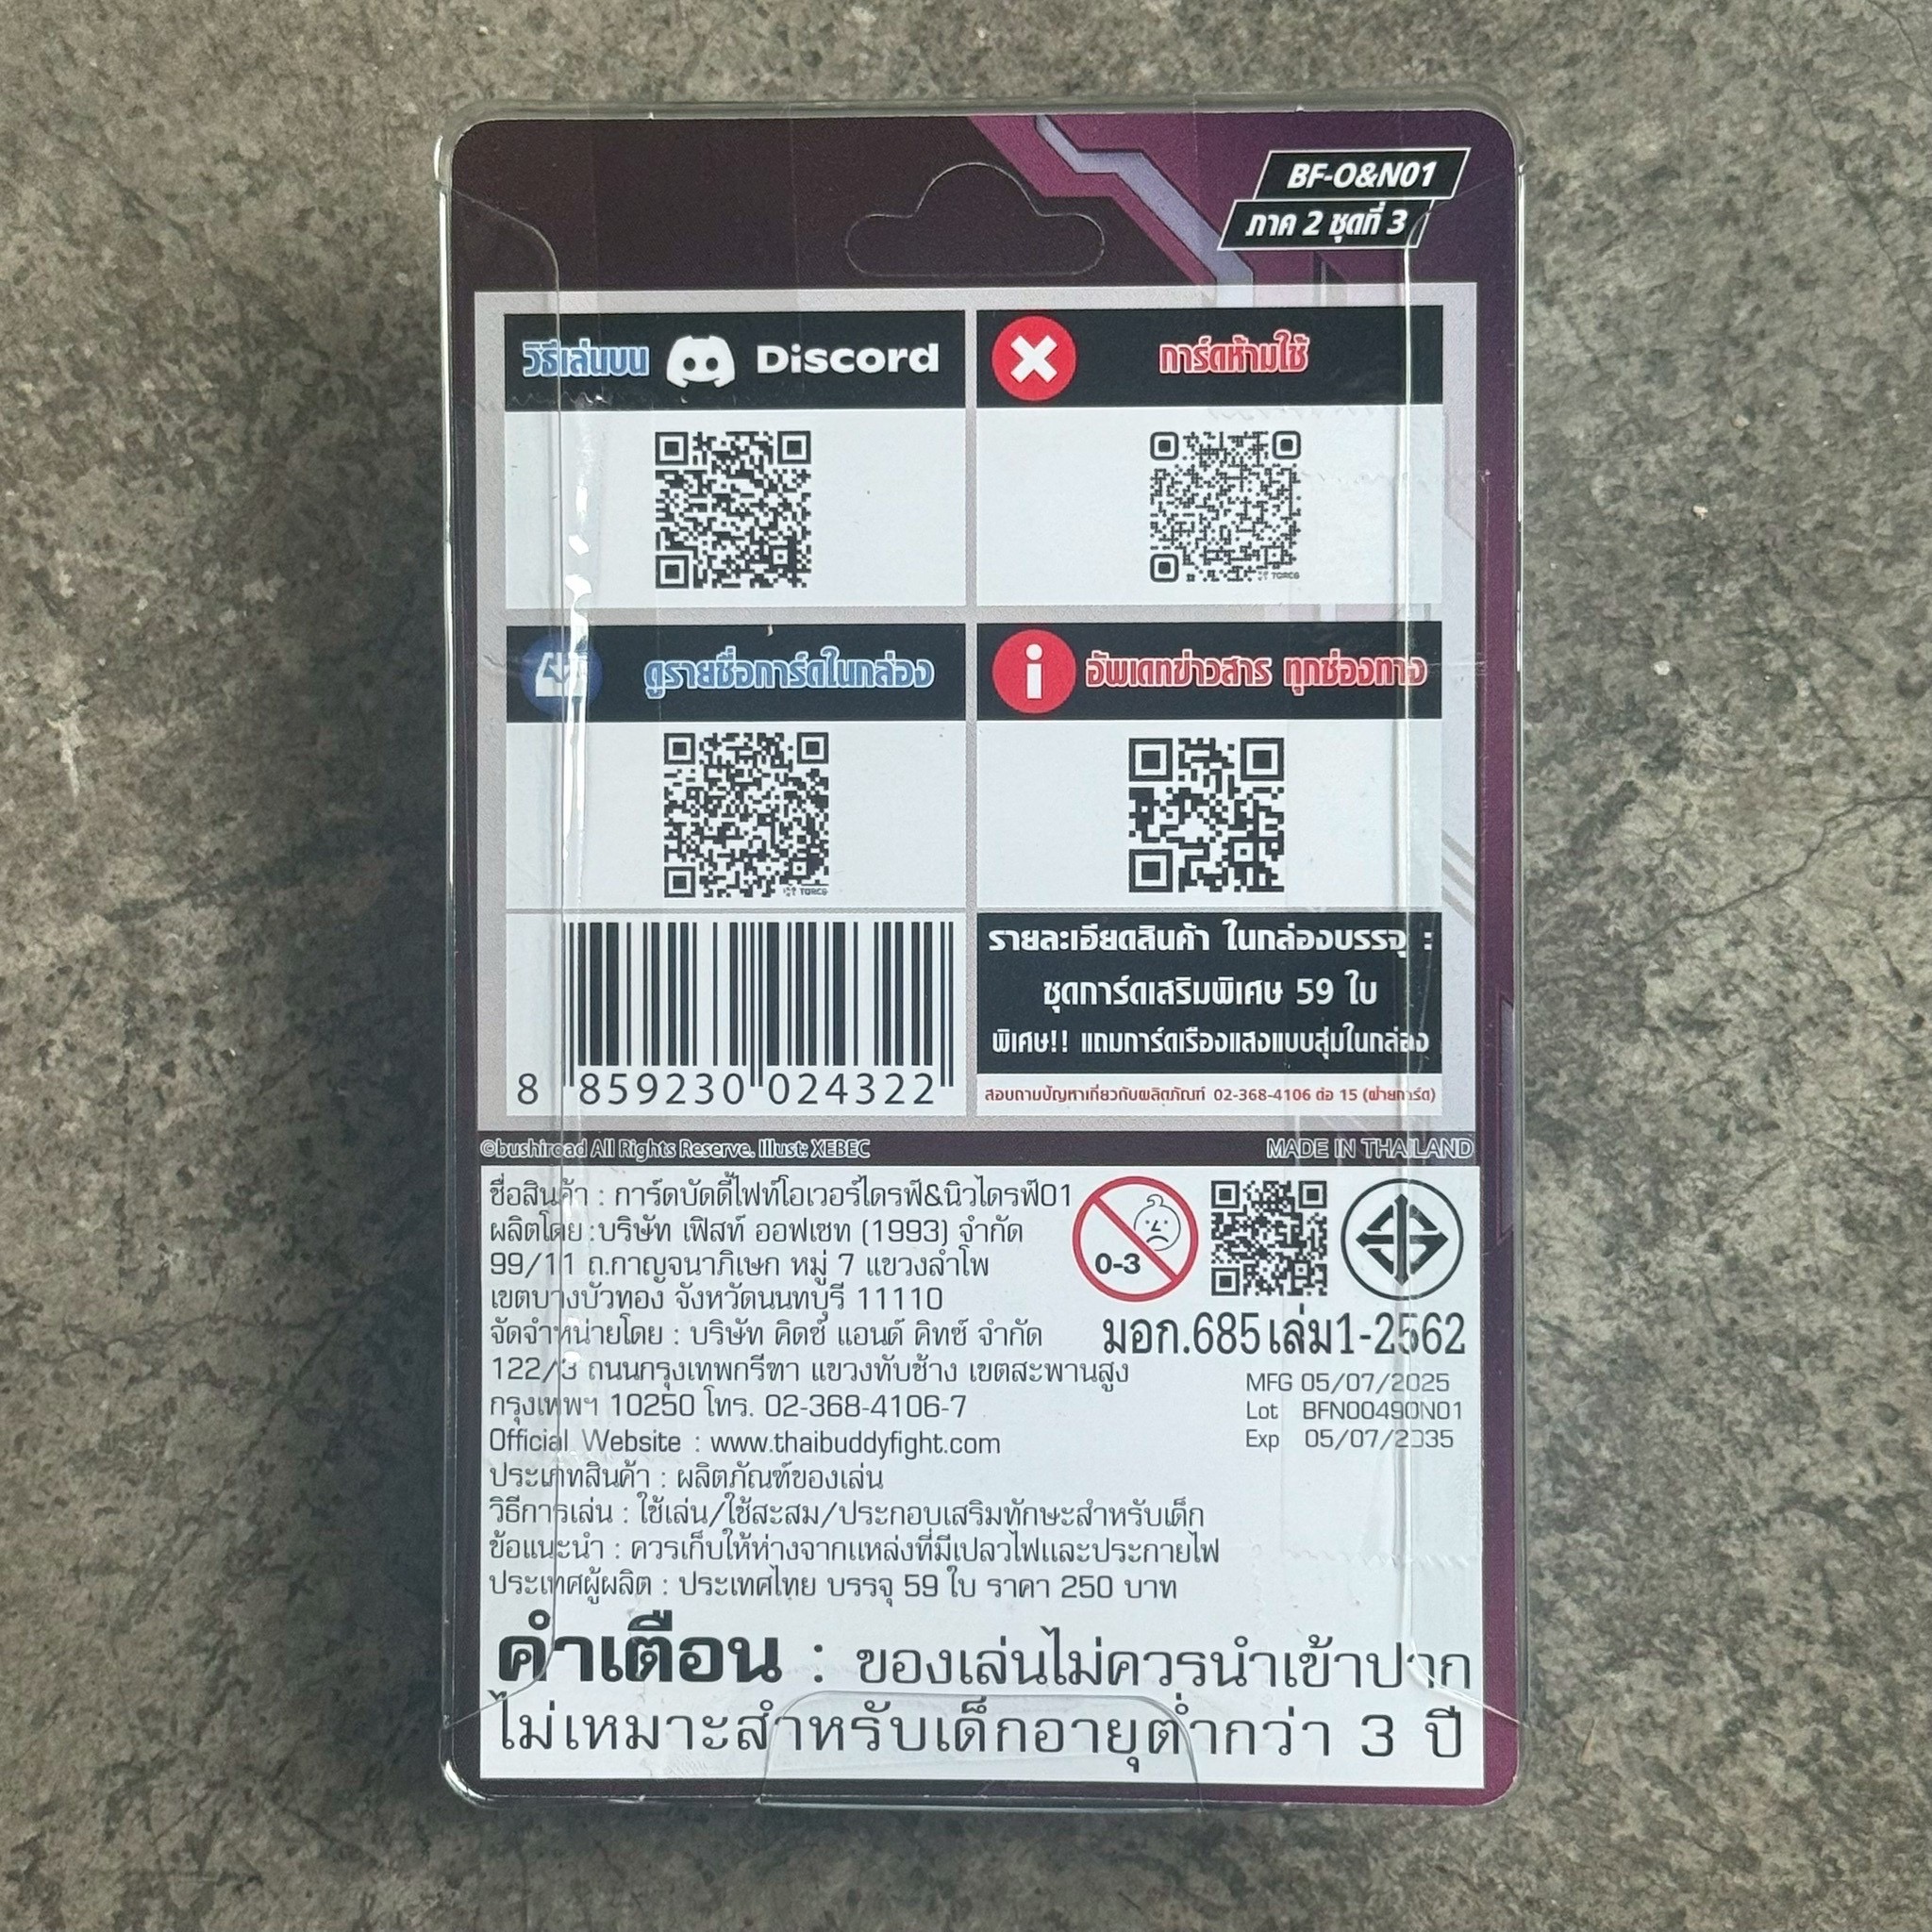 BF-O&N01
ภาค 2 ชุดที่ 3
วิธีเล่นบน Discord
การ์ดห้ามใช้
TORCG
ดูรายชื่อการ์ดในกล่อง
อัพเดทข่าวสาร ทุกช่องทาง
TORCG
8 859230 024322
รายละเอียดสินค้า ในกล่องบรรจุ :
ชุดการ์ดเสริมพิเศษ 59 ใบ
พิเศษ!! แถมการ์ดเรืองแสงแบบสุ่มในกล่อง
สอบถามปัญหาเกี่ยวกับผลิตภัณฑ์ 02-368-4106 ต่อ 15 (ฝ่ายการ์ด)
©bushiroad All Rights Reserve. Illust: XEBEC
MADE IN THAILAND
ชื่อสินค้า : การ์ดบัดดี้ไฟท์โอเวอร์ไดรฟ์&นิวไดรฟ์01
ผลิตโดย :บริษัท เฟิสท์ ออฟเซท (1993) จำกัด
99/11 ถ.กาญจนาภิเษก หมู่ 7 แขวงลำโพ
เขตบางบัวทอง จังหวัดนนทบุรี 11110
จัดจำหน่ายโดย : บริษัท คิดซ์ แอนด์ คิทซ์ จำกัด
122/3 ถนนกรุงเทพกรีฑา แขวงทับช้าง เขตสะพานสูง
กรุงเทพฯ 10250 โทร. 02-368-4106-7
Official Website : www.thaibuddyfight.com
ประเภทสินค้า : ผลิตภัณฑ์ของเล่น
วิธีการเล่น : ใช้เล่น/ใช้สะสม/ประกอบเสริมทักษะสำหรับเด็ก
ข้อแนะนำ : ควรเก็บให้ห่างจากแหล่งที่มีเปลวไฟและประกายไฟ
ประเทศผู้ผลิต : ประเทศไทย บรรจุ 59 ใบ ราคา 250 บาท
0-3
มอก.685 เล่ม1-2562
MFG 05/07/2025
Lot BFN00490N01
Exp 05/07/2035
คำเตือน : ของเล่นไม่ควรนำเข้าปาก
ไม่เหมาะสำหรับเด็กอายุต่ำกว่า 3 ปี